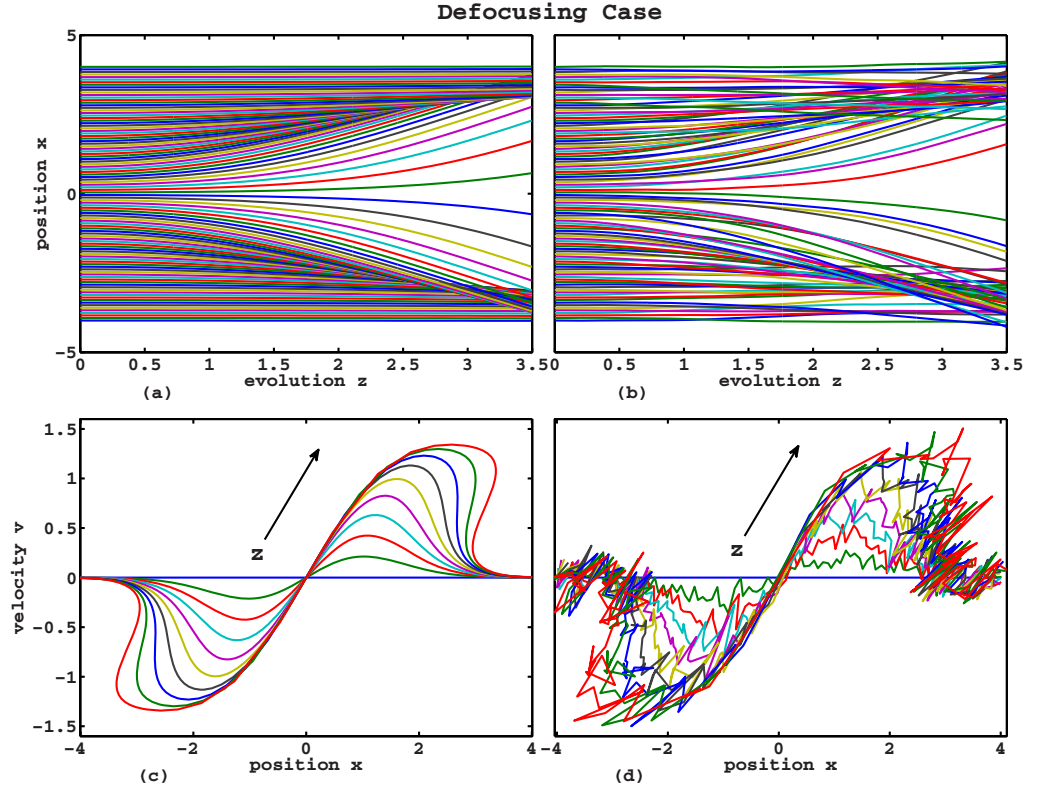 Defocusing Case
5
0
−5
position x
0 0.5 1 1.5 2 2.5 3 3.5
evolution z
(a)
0 0.5 1 1.5 2 2.5 3 3.5
evolution z
(b)
1.5
1
0.5
0
−0.5
−1
−1.5
velocity v
z
−4 −2 0 2 4
position x
(c)
z
−4 −2 0 2 4
position x
(d)